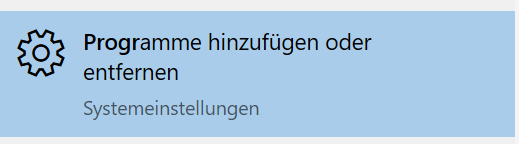 Programme hinzufügen oder
entfernen
Systemeinstellungen